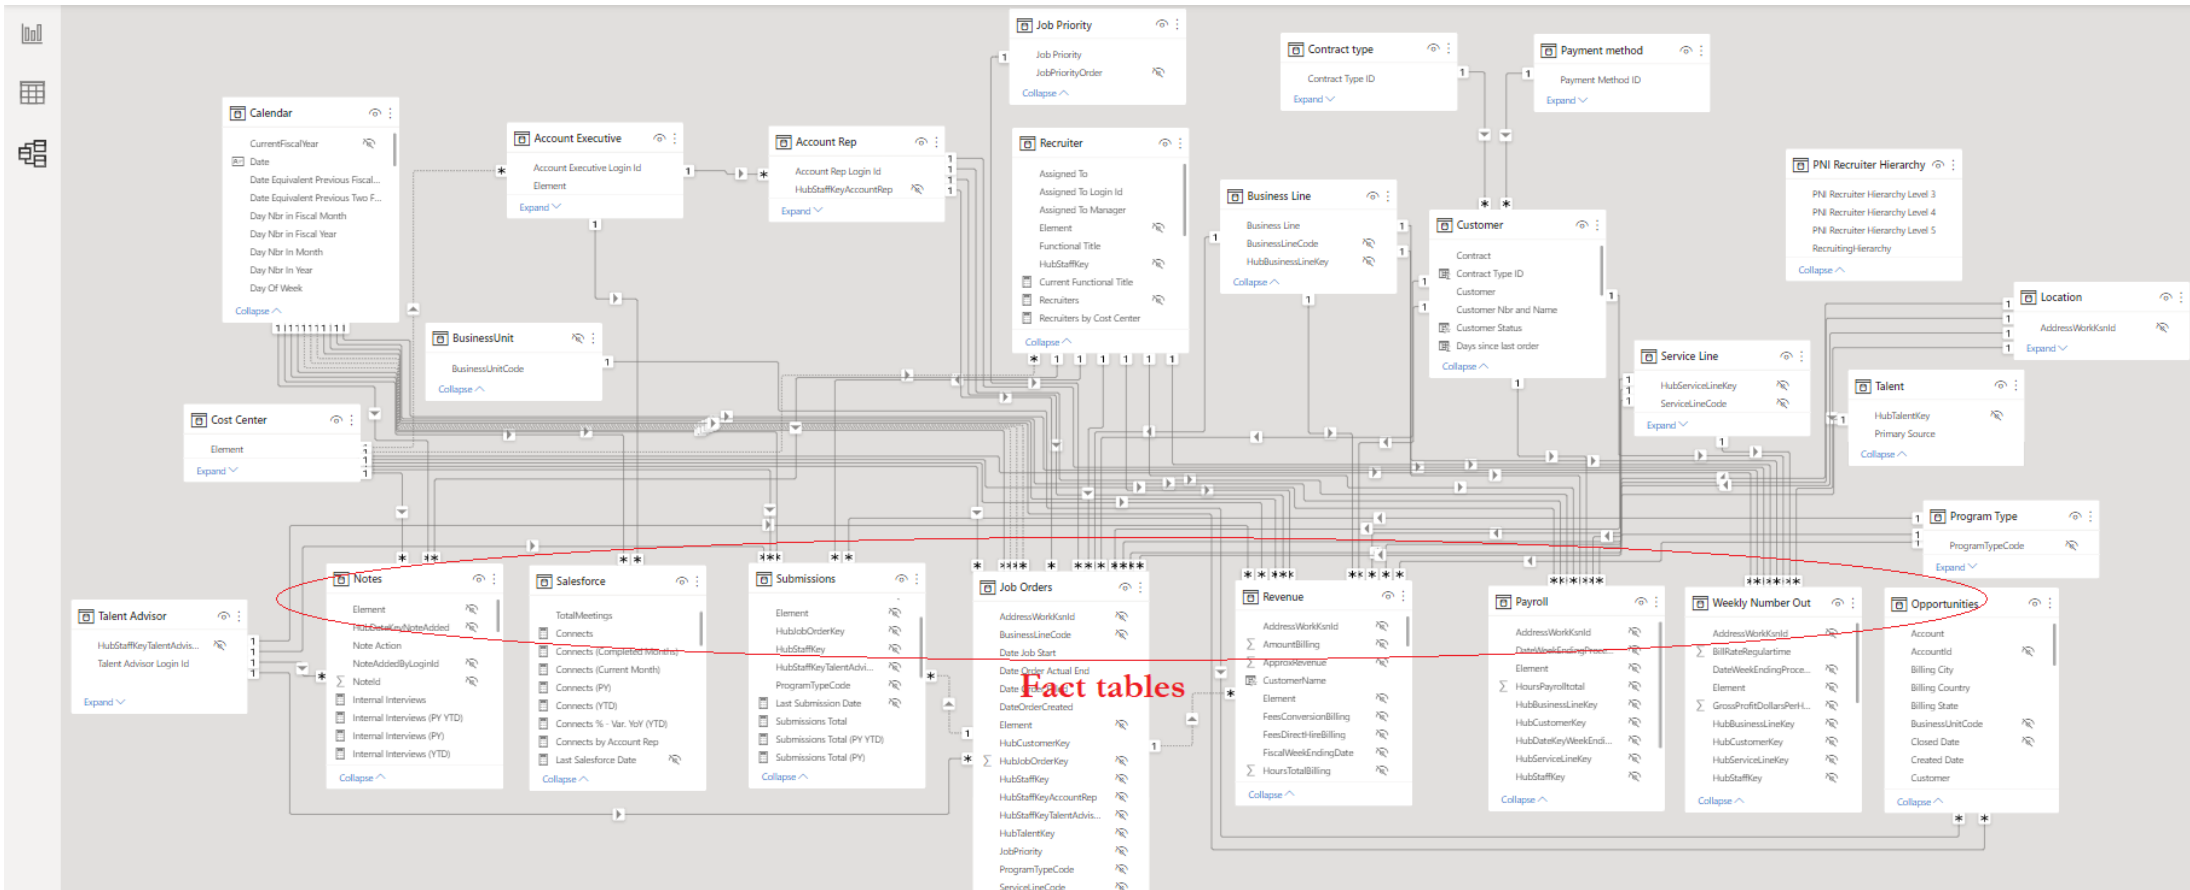 Job Priority
Job Priority
JobPriorityOrder
Collapse
Contract type
Contract Type ID
Expand
Payment method
Payment Method ID
Expand
Calendar
CurrentFiscalYear
Date
Date Equivalent Previous Fiscal...
Date Equivalent Previous Two F...
Day Nbr in Fiscal Month
Day Nbr in Fiscal Year
Day Nbr In Month
Day Nbr In Year
Day Of Week
Collapse
Account Executive
Account Executive Login Id
Element
Expand
Account Rep
Account Rep Login Id
HubStaffKeyAccountRep
Expand
Recruiter
Assigned To
Assigned To Login Id
Assigned To Manager
Element
Functional Title
HubStaffKey
Current Functional Title
Recruiters
Recruiters by Cost Center
Collapse
Business Line
Business Line
BusinessLineCode
HubBusinessLineKey
Collapse
Customer
Contract
Contract Type ID
Customer
Customer Nbr and Name
Customer Status
Days since last order
Collapse
PNI Recruiter Hierarchy
PNI Recruiter Hierarchy Level 3
PNI Recruiter Hierarchy Level 4
PNI Recruiter Hierarchy Level 5
RecruitingHierarchy
Collapse
Location
AddressWorkKsnId
Expand
BusinessUnit
BusinessUnitCode
Collapse
Service Line
HubServiceLineKey
ServiceLineCode
Expand
Talent
HubTalentKey
Primary Source
Collapse
Cost Center
Element
Expand
Program Type
ProgramTypeCode
Expand
Talent Advisor
HubStaffKeyTalentAdvis...
Talent Advisor Login Id
Expand
Notes
Element
HubDateKeyNoteAdded
Note Action
NoteAddedByLoginId
NoteId
Internal Interviews
Internal Interviews (PY YTD)
Internal Interviews (PY)
Internal Interviews (YTD)
Collapse
Salesforce
TotalMeetings
Connects
Connects (Completed Months)
Connects (Current Month)
Connects (PY)
Connects (YTD)
Connects % - Var. YoY (YTD)
Connects by Account Rep
Last Salesforce Date
Collapse
Submissions
Element
HubJobOrderKey
HubStaffKey
HubStaffKeyTalentAdvi...
ProgramTypeCode
Last Submission Date
Submissions Total
Submissions Total (PY YTD)
Submissions Total (PY)
Collapse
Job Orders
AddressWorkKsnId
BusinessLineCode
Date Job Start
Date Order Actual End
Fact tables
DateOrderCreated
Element
HubCustomerKey
HubJobOrderKey
HubStaffKey
HubStaffKeyAccountRep
HubStaffKeyTalentAdvis...
HubTalentKey
JobPriority
ProgramTypeCode
ServiceLineCode
Revenue
AddressWorkKsnId
AmountBilling
ApproxRevenue
CustomerName
Element
FeesConversionBilling
FeesDirectHireBilling
FiscalWeekEndingDate
HoursTotalBilling
Collapse
Payroll
AddressWorkKsnId
DateWeekEndingProce...
Element
HoursPayrolltotal
HubBusinessLineKey
HubCustomerKey
HubDateKeyWeekEndi...
HubServiceLineKey
HubStaffKey
Collapse
Weekly Number Out
AddressWorkKsnId
BillRateRegulartime
DateWeekEndingProce...
Element
GrossProfitDollarsPerH...
HubBusinessLineKey
HubCustomerKey
HubServiceLineKey
HubStaffKey
Collapse
Opportunities
Account
AccountId
Billing City
Billing Country
Billing State
BusinessUnitCode
Closed Date
Created Date
Customer
Collapse